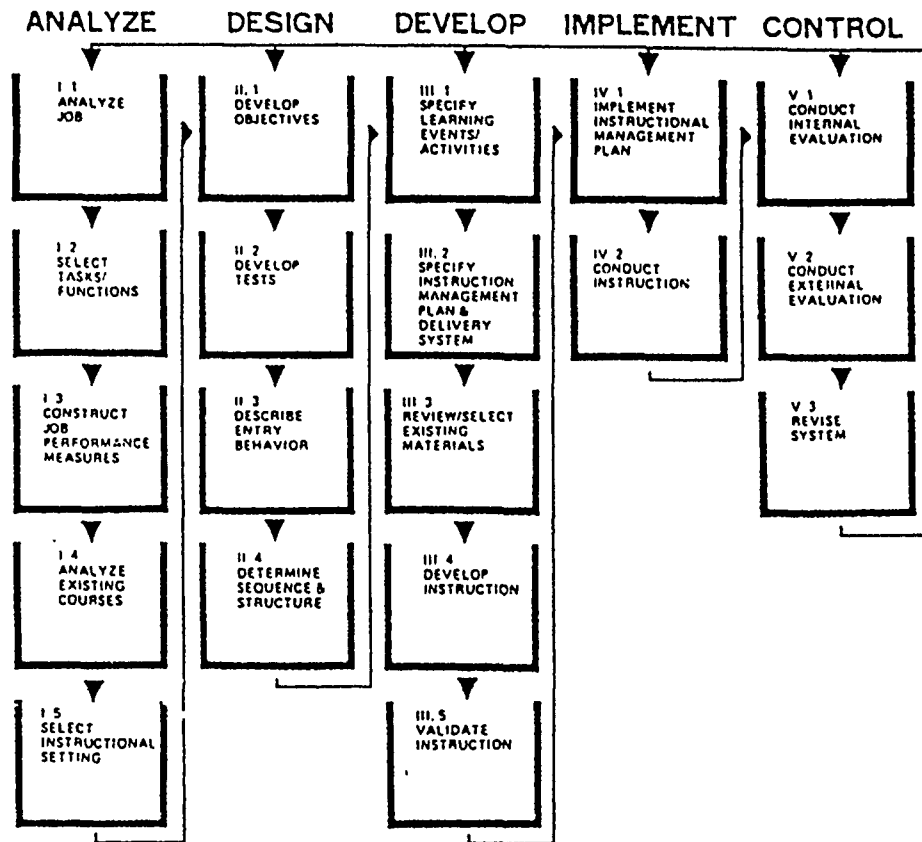 ANALYZE DESIGN DEVELOP IMPLEMENT CONTROL
I 1
ANALYZE
JOB
I 2
SELECT
TASKS/
FUNCTIONS
I 3
CONSTRUCT
JOB
PERFORMANCE
MEASURES
I 4
ANALYZE
EXISTING
COURSES
I 5
SELECT
INSTRUCTIONAL
SETTING
II. 1
DEVELOP
OBJECTIVES
II 2
DEVELOP
TESTS
II 3
DESCRIBE
ENTRY
BEHAVIOR
II 4
DETERMINE
SEQUENCE &
STRUCTURE
III 1
SPECIFY
LEARNING
EVENTS/
ACTIVITIES
III. 2
SPECIFY
INSTRUCTION
MANAGEMENT
PLAN &
DELIVERY
SYSTEM
III 3
REVIEW/SELECT
EXISTING
MATERIALS
III 4
DEVELOP
INSTRUCTION
III. 5
VALIDATE
INSTRUCTION
IV. 1
IMPLEMENT
INSTRUCTIONAL
MANAGEMENT
PLAN
IV 2
CONDUCT
INSTRUCTION
V. 1
CONDUCT
INTERNAL
EVALUATION
V. 2
CONDUCT
EXTERNAL
EVALUATION
V. 3
REVISE
SYSTEM